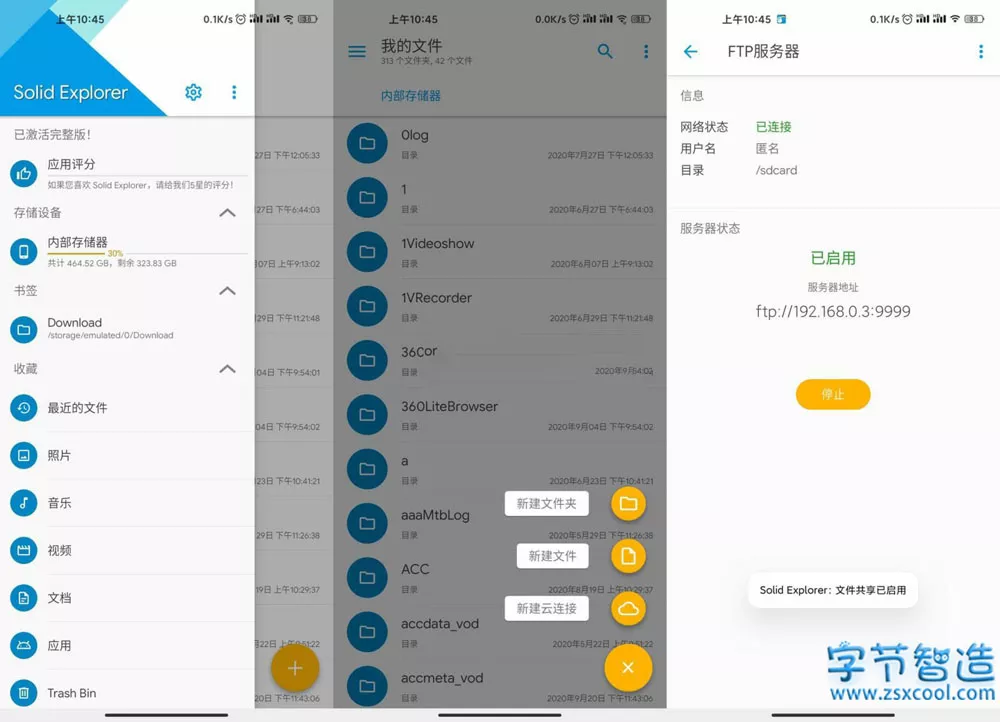 上午10:45
0.1K/s
Solid Explorer
已激活完整版!
应用评分
如果您喜欢 Solid Explorer，请给我们5星的评分!
存储设备
内部存储器
30%
共计 464.52 GB，剩余 323.83 GB
书签
Download
/storage/emulated/0/Download
收藏
最近的文件
照片
音乐
视频
文档
应用
Trash Bin
27日 下午12:05:33
27日 下午6:44:03
07日 上午9:13:02
29日 下午11:21:48
04日 下午9:54:01
04日 下午9:54:02
23日 下午10:41:21
29日 下午11:26:38
19日 下午10:29:37
22日 上午9:51:22
20日 下午11:43:06
上午10:45
0.0K/s
我的文件
313 个文件夹, 42 个文件
内部存储器
0log
目录
2020年7月27日 下午12:05:33
1
目录
2020年6月27日 下午6:44:03
1Videoshow
目录
2020年6月07日 上午9:13:02
1VRecorder
目录
2020年6月29日 下午11:21:48
36Cor
目录
360LiteBrowser
目录
2020年9月04日 下午9:54:02
a
目录
2020年6月23日 下午10:41:21
新建文件夹
aaaMtbLog
目录
2020年5月29日 下午11:26:38
新建文件
ACC
目录
2020年8月19日 下午10:29:37
新建云连接
accdata_vod
目录
2020年5月22日 上午9:51:22
accmeta_vod
目录
2020年9月20日 下午11:43:06
上午10:45
0.1K/s
FTP服务器
信息
网络状态 已连接
用户名 匿名
目录 /sdcard
服务器状态
已启用
服务器地址
ftp://192.168.0.3:9999
停止
Solid Explorer：文件共享已启用
字节智造
www.zsxcool.com